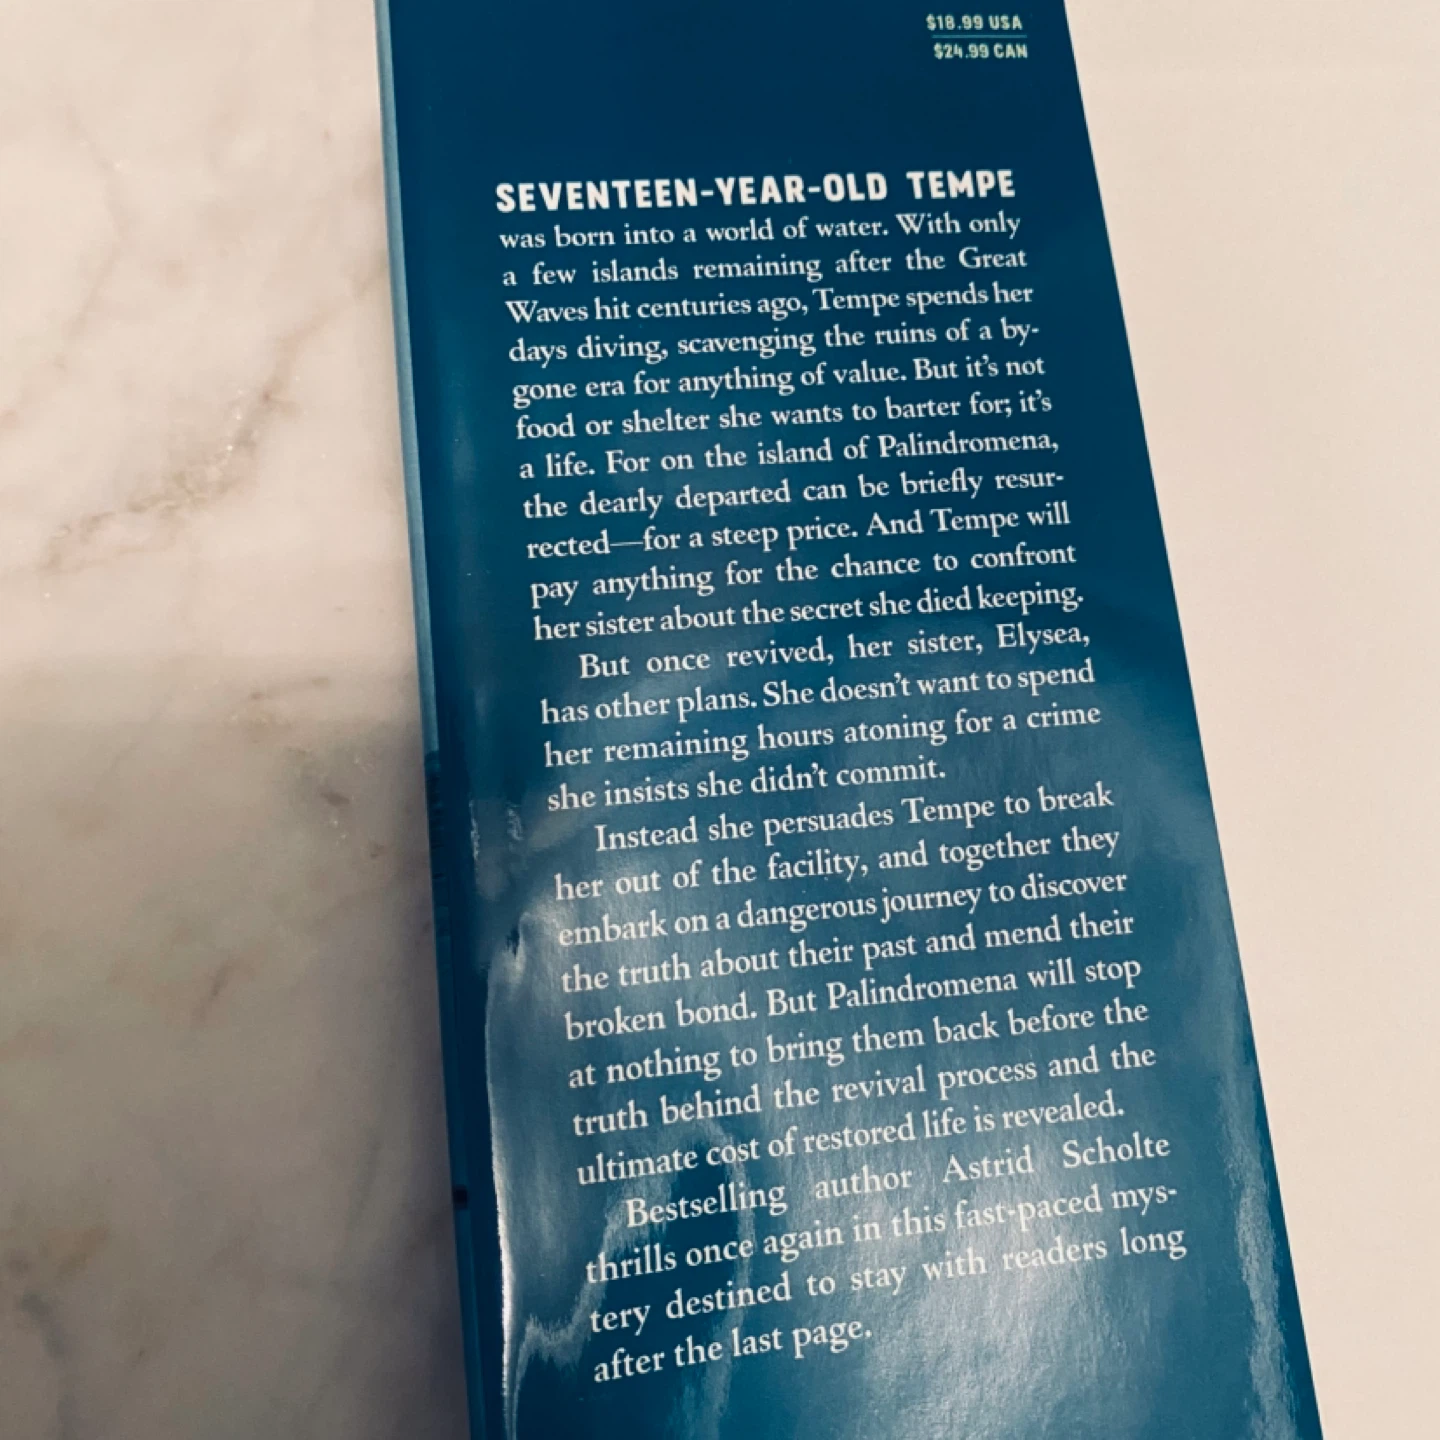 $18.99 USA
$24.99 CAN
SEVENTEEN-YEAR-OLD TEMPE
was born into a world of water. With only
a few islands remaining after the Great
Waves hit centuries ago, Tempe spends her
days diving, scavenging the ruins of a by-
gone era for anything of value. But it's not
food or shelter she wants to barter for; it's
a life. For on the island of Palindromena,
the dearly departed can be briefly resur-
rected—for a steep price. And Tempe will
pay anything for the chance to confront
her sister about the secret she died keeping.
But once revived, her sister, Elysea,
has other plans. She doesn't want to spend
her remaining hours atoning for a crime
she insists she didn't commit.
Instead she persuades Tempe to break
her out of the facility, and together they
embark on a dangerous journey to discover
the truth about their past and mend their
broken bond. But Palindromena will stop
at nothing to bring them back before the
truth behind the revival process and the
ultimate cost of restored life is revealed.
Bestselling author Astrid Scholte
thrills once again in this fast-paced mys-
tery destined to stay with readers long
after the last page.